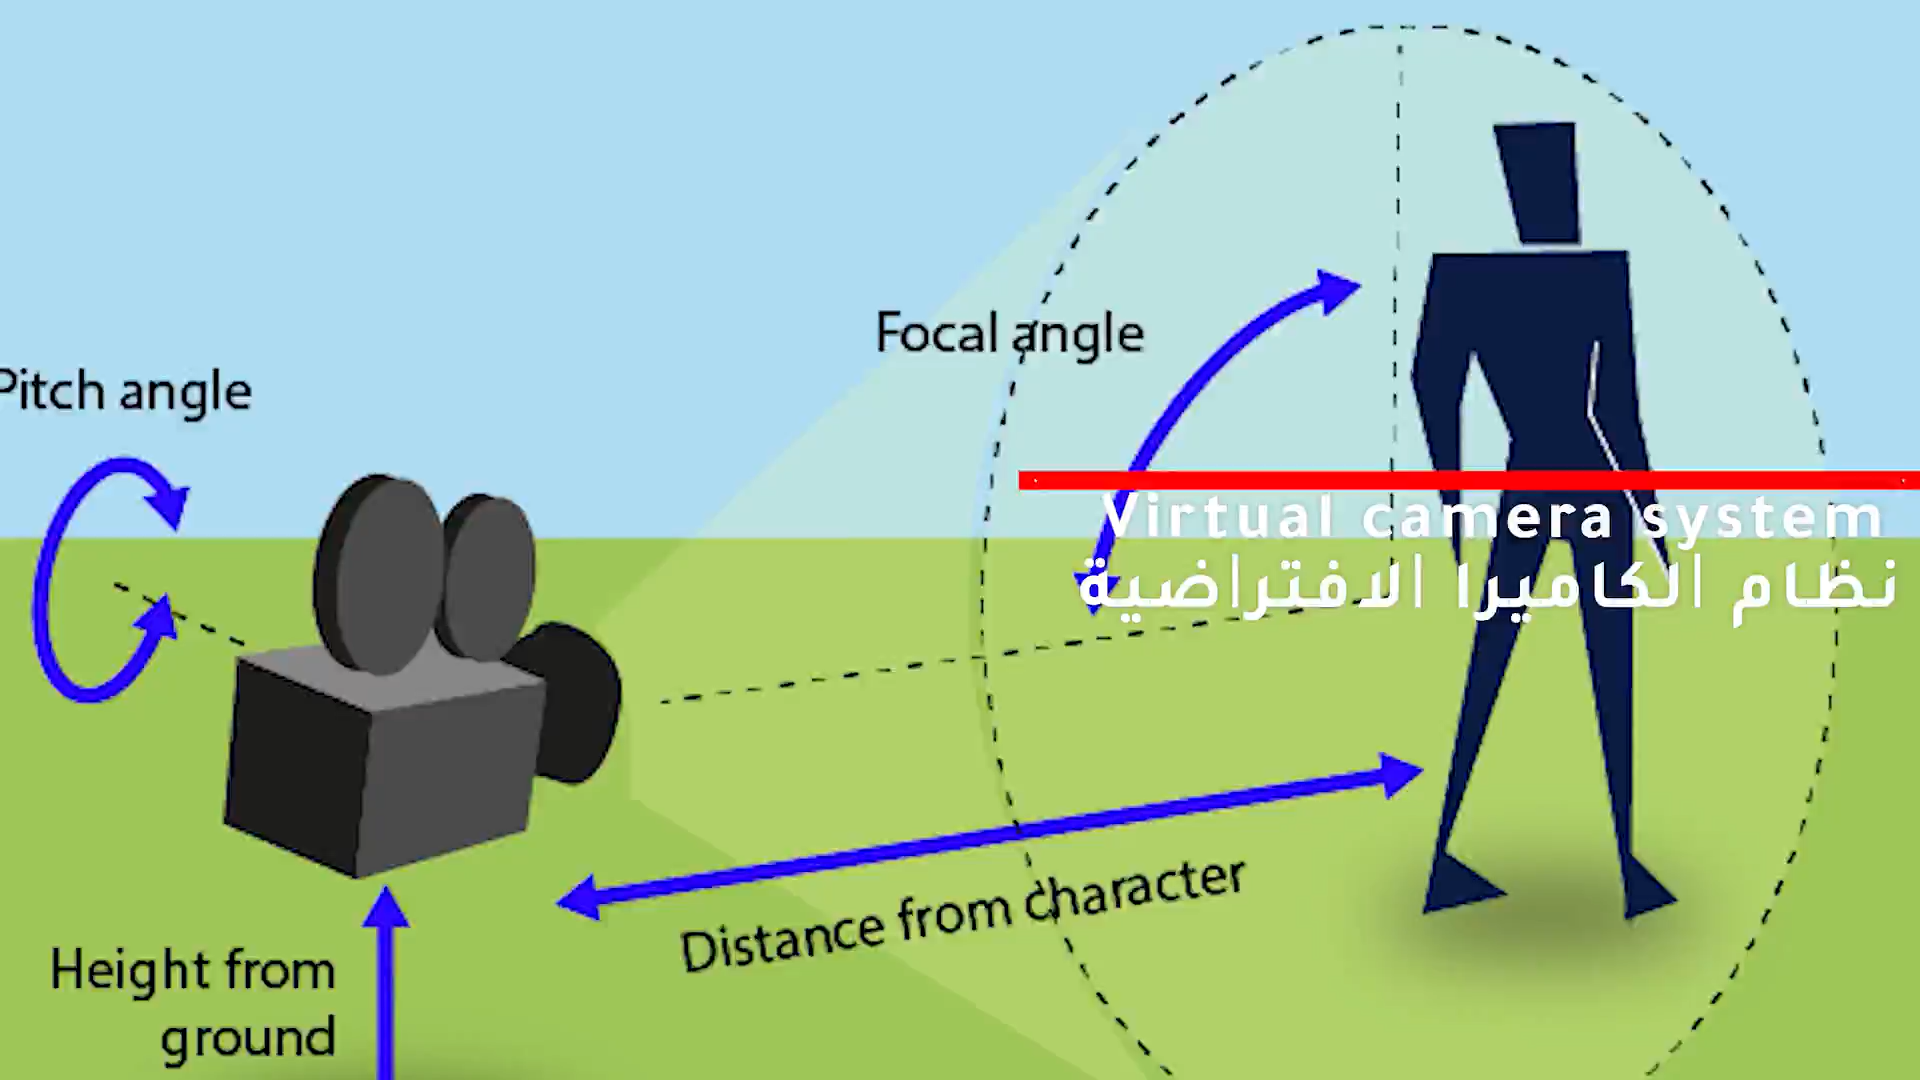 Focal angle
Pitch angle
Virtual camera system
نظام الكاميرا الافتراضية
Distance from character
Height from
ground